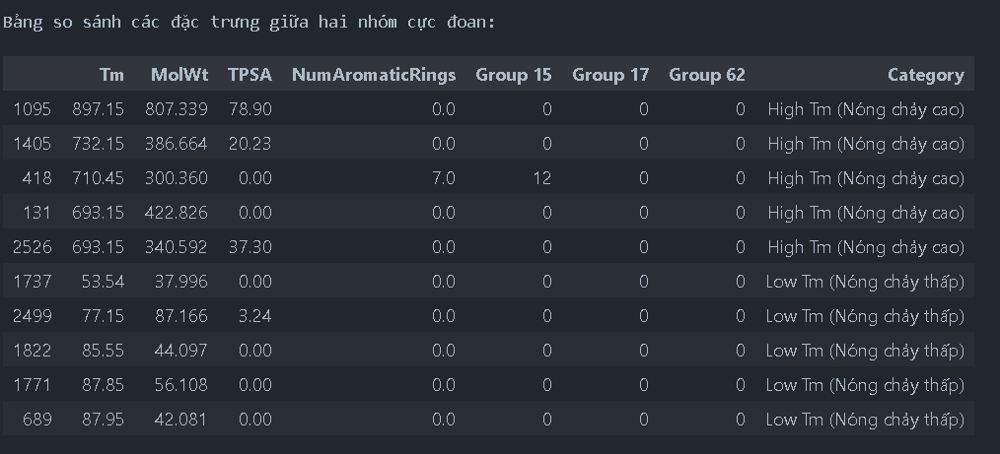 Bảng so sánh các đặc trưng giữa hai nhóm cực đoan:
Tm MolWt TPSA NumAromaticRings Group 15 Group 17 Group 62 Category
1095 897.15 807.339 78.90 0.0 0 0 0 High Tm (Nóng chảy cao)
1405 732.15 386.664 20.23 0.0 0 0 0 High Tm (Nóng chảy cao)
418 710.45 300.360 0.00 7.0 12 0 0 High Tm (Nóng chảy cao)
131 693.15 422.826 0.00 0.0 0 0 0 High Tm (Nóng chảy cao)
2526 693.15 340.592 37.30 0.0 0 0 0 High Tm (Nóng chảy cao)
1737 53.54 37.996 0.00 0.0 0 0 0 Low Tm (Nóng chảy thấp)
2499 77.15 87.166 3.24 0.0 0 0 0 Low Tm (Nóng chảy thấp)
1822 85.55 44.097 0.00 0.0 0 0 0 Low Tm (Nóng chảy thấp)
1771 87.85 56.108 0.00 0.0 0 0 0 Low Tm (Nóng chảy thấp)
689 87.95 42.081 0.00 0.0 0 0 0 Low Tm (Nóng chảy thấp)